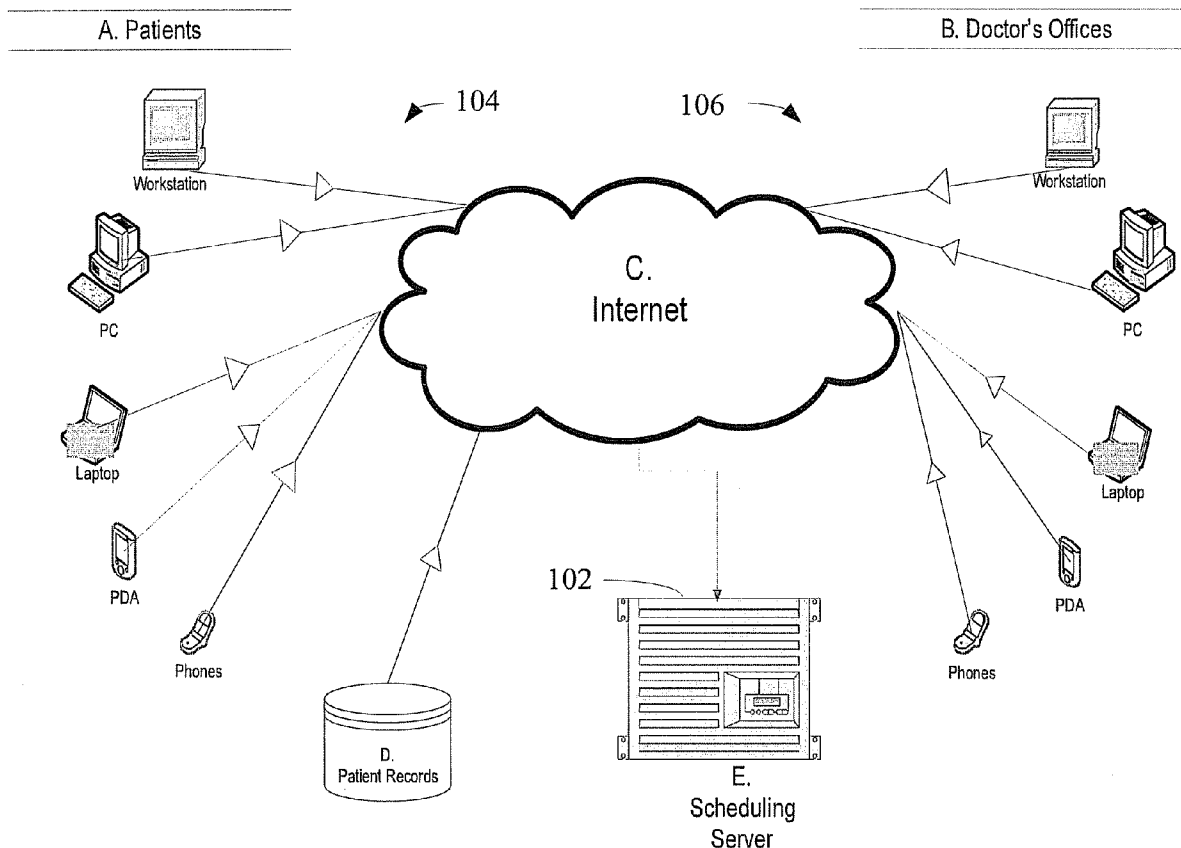 A. Patients
B. Doctor's Offices
104
106
Workstation
Workstation
C.
Internet
PC
PC
Laptop
Laptop
PDA
PDA
102
Phones
Phones
D.
Patient Records
E.
Scheduling
Server